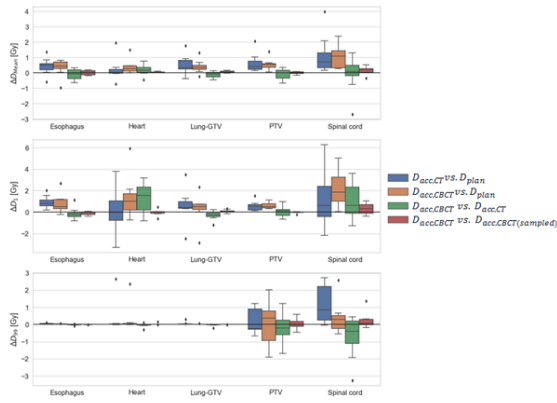 4
3
2
1
0
−1
−2
−3
ΔDMean [Gy]
Esophagus
Heart
Lung-GTV
PTV
Spinal cord
6
4
2
0
−2
ΔD1 [Gy]
Esophagus
Heart
Lung-GTV
PTV
Spinal cord
3
2
1
0
−1
−2
−3
ΔD99 [Gy]
Esophagus
Heart
Lung-GTV
PTV
Spinal cord
Dacc,CT vs. Dplan
Dacc,CBCT vs. Dplan
Dacc,CBCT vs. Dacc,CT
Dacc,CBCT vs. Dacc,CBCT(sampled)